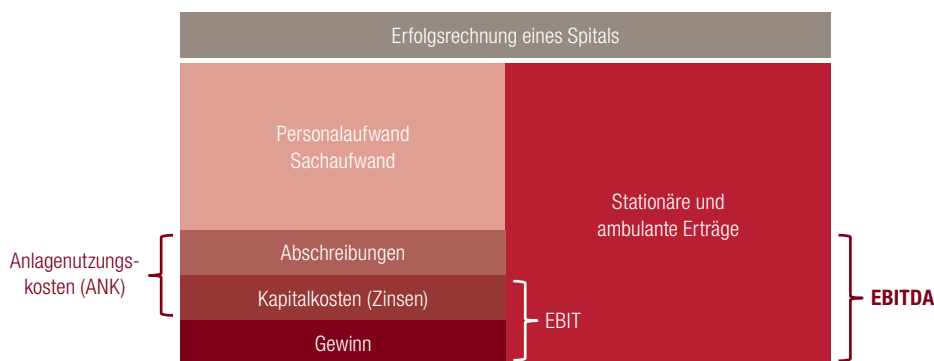 Erfolgsrechnung eines Spitals
Personalaufwand
Sachaufwand
Stationäre und
ambulante Erträge
Abschreibungen
Anlagenutzungs-
kosten (ANK)
Kapitalkosten (Zinsen)
EBITDA
EBIT
Gewinn